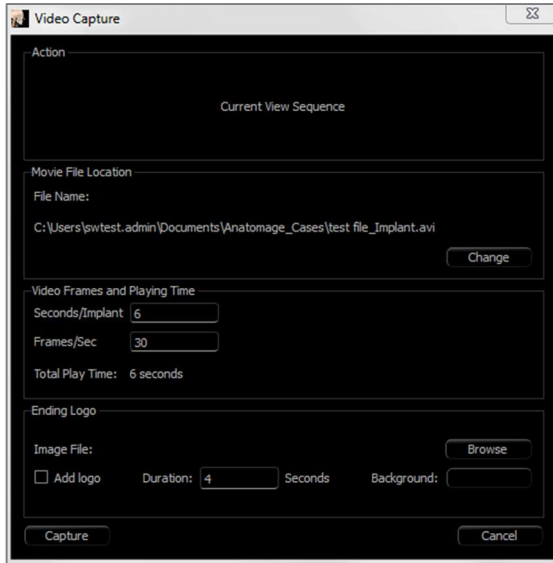 Video Capture
Action
Current View Sequence
Movie File Location
File Name:
C:\Users\swtest.admin\Documents\Anatomage_Cases\test file_Implant.avi
Change
Video Frames and Playing Time
Seconds/Implant 6
Frames/Sec 30
Total Play Time: 6 seconds
Ending Logo
Image File: Browse
Add logo Duration: 4 Seconds Background:
Capture Cancel